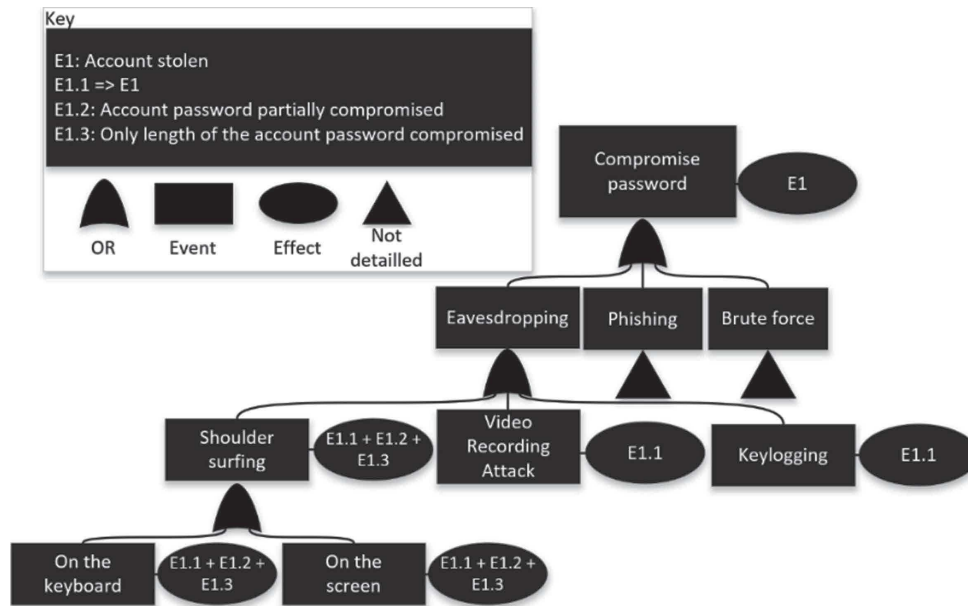 Key
E1: Account stolen
E1.1 => E1
E1.2: Account password partially compromised
E1.3: Only length of the account password compromised
OR
Event
Effect
Not
detailled
Compromise
password
E1
Eavesdropping
Phishing
Brute force
Shoulder
surfing
E1.1 + E1.2 +
E1.3
Video
Recording
Attack
E1.1
Keylogging
E1.1
On the
keyboard
E1.1 + E1.2 +
E1.3
On the
screen
E1.1 + E1.2 +
E1.3